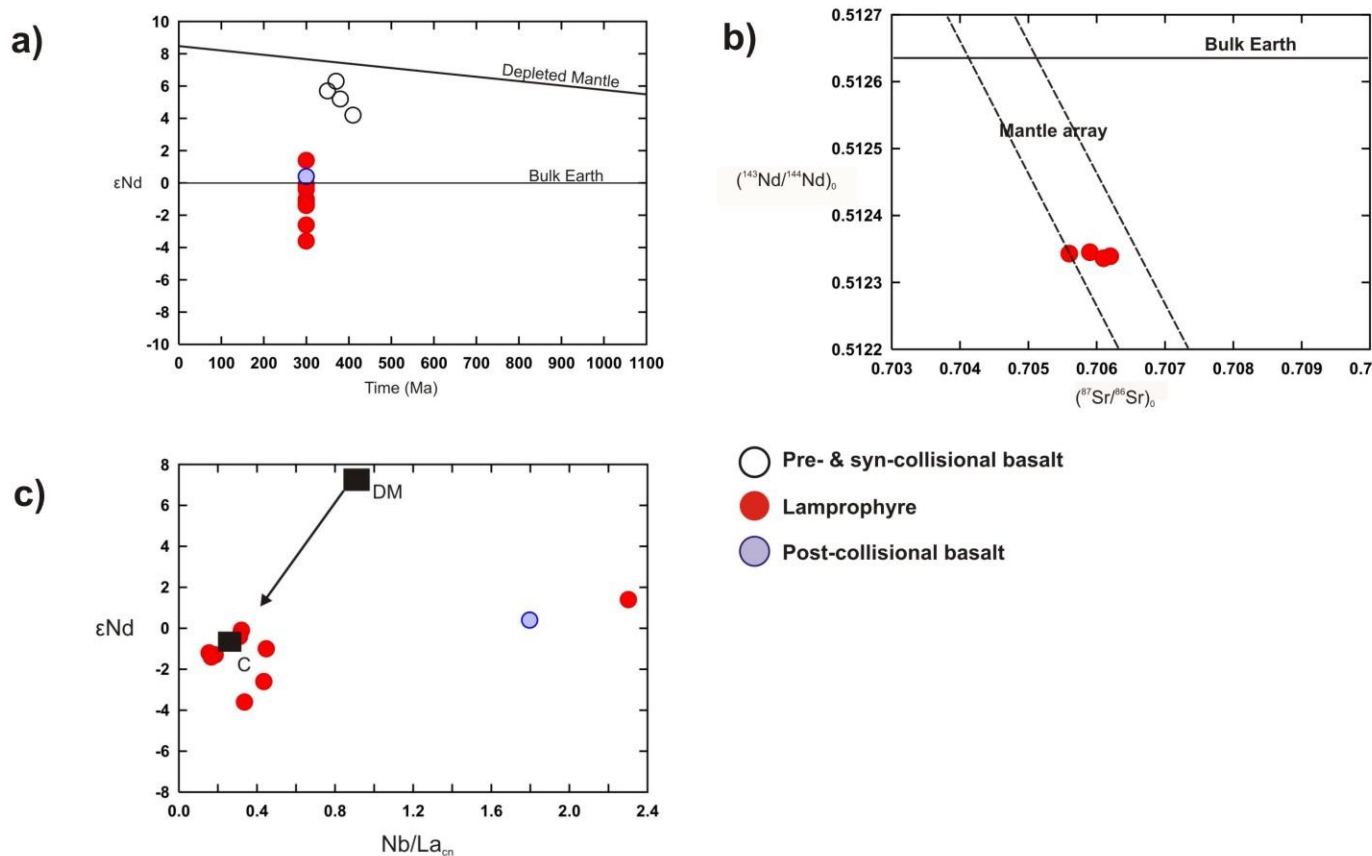 a)
10
8
6
4
2
0
-2
-4
-6
-8
-10
εNd
Depleted Mantle
Bulk Earth
0 100 200 300 400 500 600 700 800 900 1000 1100
Time (Ma)
b)
0.5127
0.5126
0.5125
0.5124
0.5123
0.5122
(¹⁴³Nd/¹⁴⁴Nd)₀
Bulk Earth
Mantle array
0.703 0.704 0.705 0.706 0.707 0.708 0.709 0.7
(⁸⁷Sr/⁸⁶Sr)₀
c)
8
6
4
2
0
-2
-4
-6
-8
εNd
DM
C
0.0 0.4 0.8 1.2 1.6 2.0 2.4
Nb/La_cn
Pre- & syn-collisional basalt
Lamprophyre
Post-collisional basalt